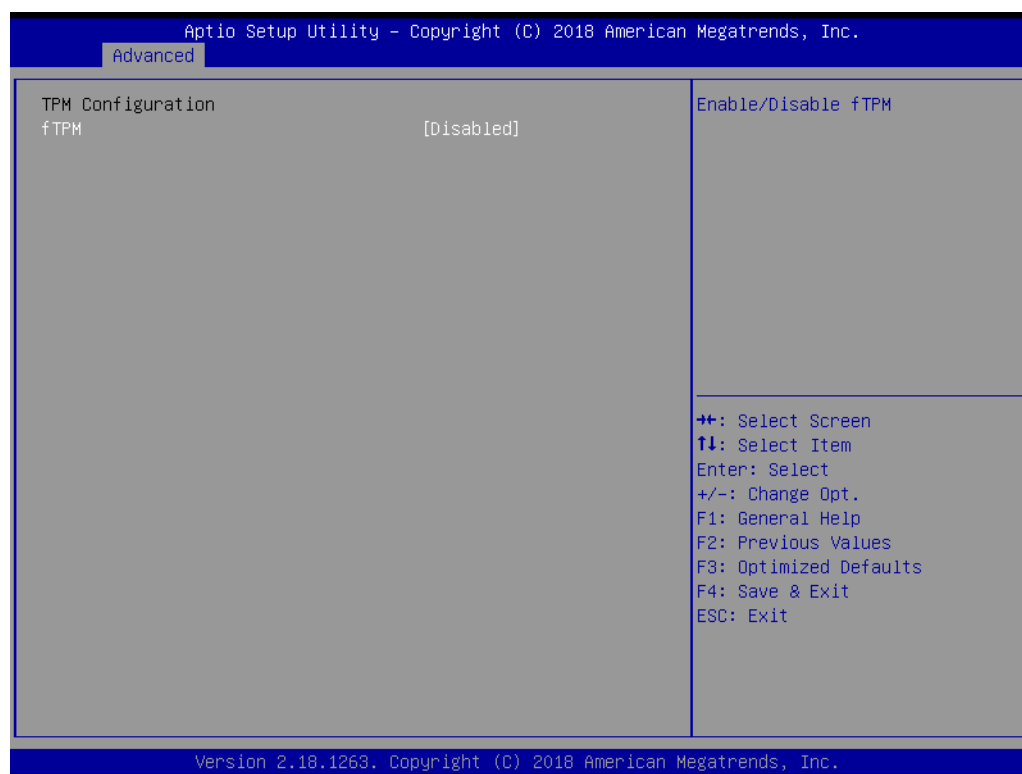 Aptio Setup Utility – Copyright (C) 2018 American Megatrends, Inc.
Advanced
TPM Configuration
fTPM [Disabled]
Enable/Disable fTPM
→←: Select Screen
↑↓: Select Item
Enter: Select
+/-: Change Opt.
F1: General Help
F2: Previous Values
F3: Optimized Defaults
F4: Save & Exit
ESC: Exit
Version 2.18.1263. Copyright (C) 2018 American Megatrends, Inc.